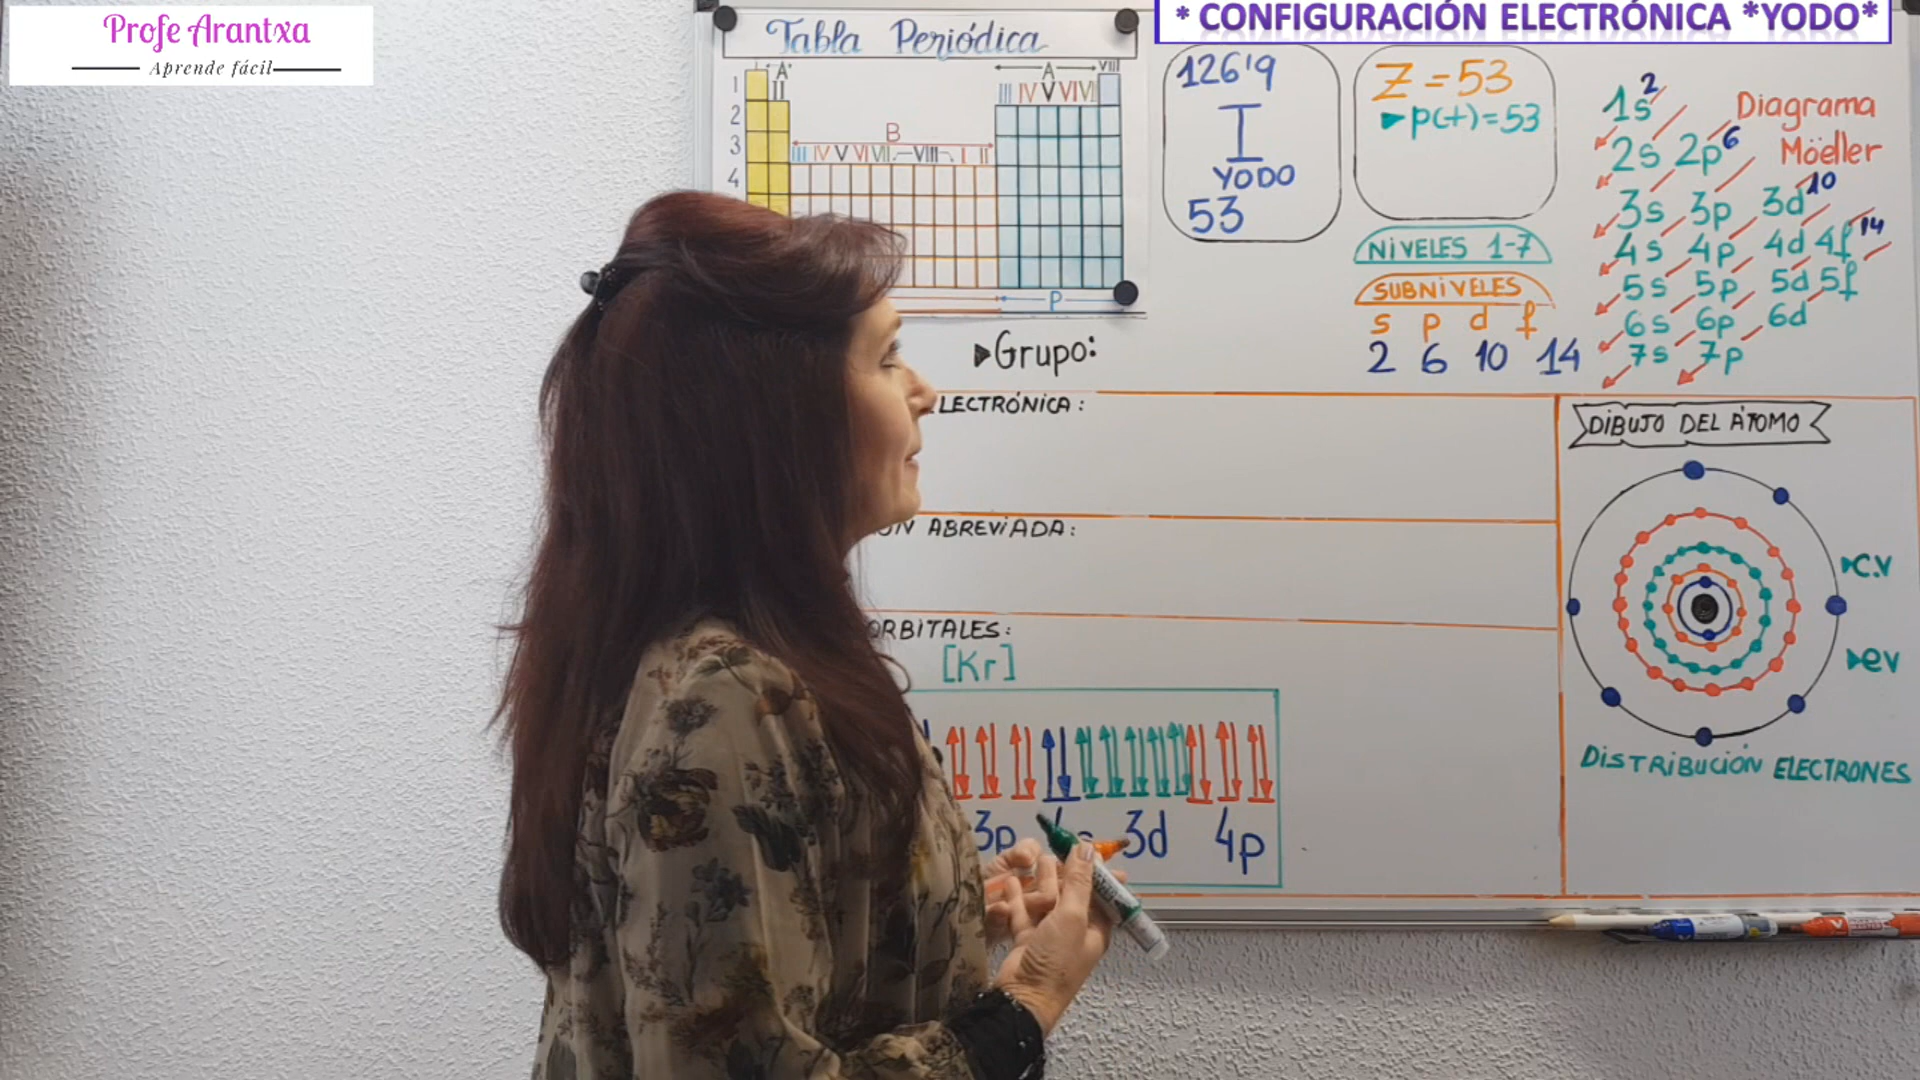 Profe Arantxa
Aprende fácil
* CONFIGURACIÓN ELECTRÓNICA *YODO*
Tabla Periódica
I A VIII
II III IV V VI VII
1
2
3
4
B
III IV V VI VII VIII I II
P
126'9
I
YODO
53
Z = 53
p(+) = 53
NIVELES 1-7
SUBNIVELES
s p d f
2 6 10 14
1s2 Diagrama
2s 2p6 Möeller
3s 3p 3d10
4s 4p 4d 4f14
5s 5p 5d 5f
6s 6p 6d
7s 7p
Grupo:
ELECTRÓNICA:
ABREVIADA:
ORBITALES:
[Kr]
3p 3d 4p
DIBUJO DEL ÁTOMO
C.V
ev
DISTRIBUCIÓN ELECTRONES